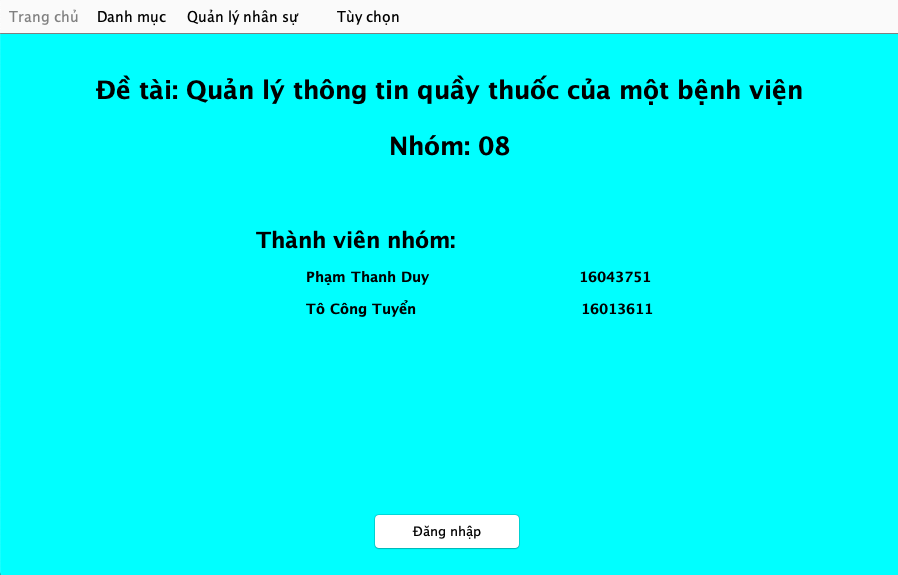 Trang chủ Danh mục Quản lý nhân sự Tùy chọn
Đề tài: Quản lý thông tin quầy thuốc của một bệnh viện
Nhóm: 08
Thành viên nhóm:
Phạm Thanh Duy 16043751
Tô Công Tuyển 16013611
Đăng nhập